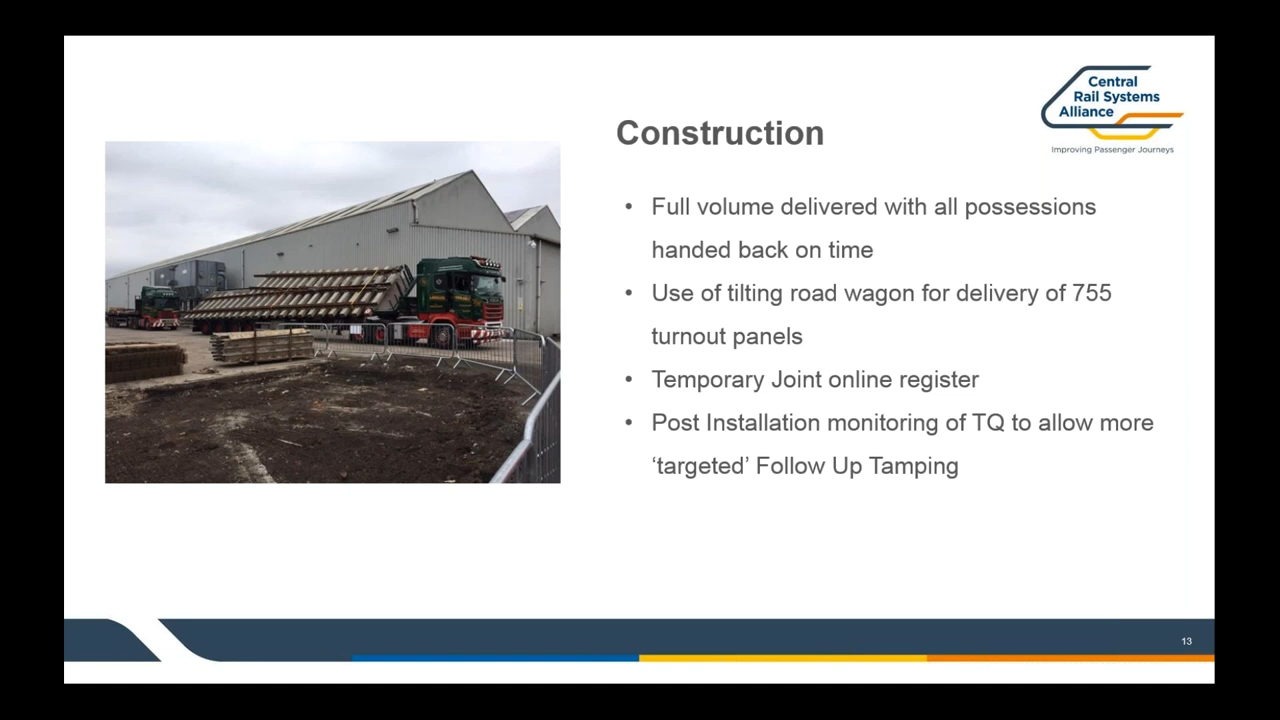 Central
Rail Systems
Alliance
Improving Passenger Journeys
Construction
• Full volume delivered with all possessions
handed back on time
• Use of tilting road wagon for delivery of 755
turnout panels
• Temporary Joint online register
• Post Installation monitoring of TQ to allow more
‘targeted’ Follow Up Tamping
13